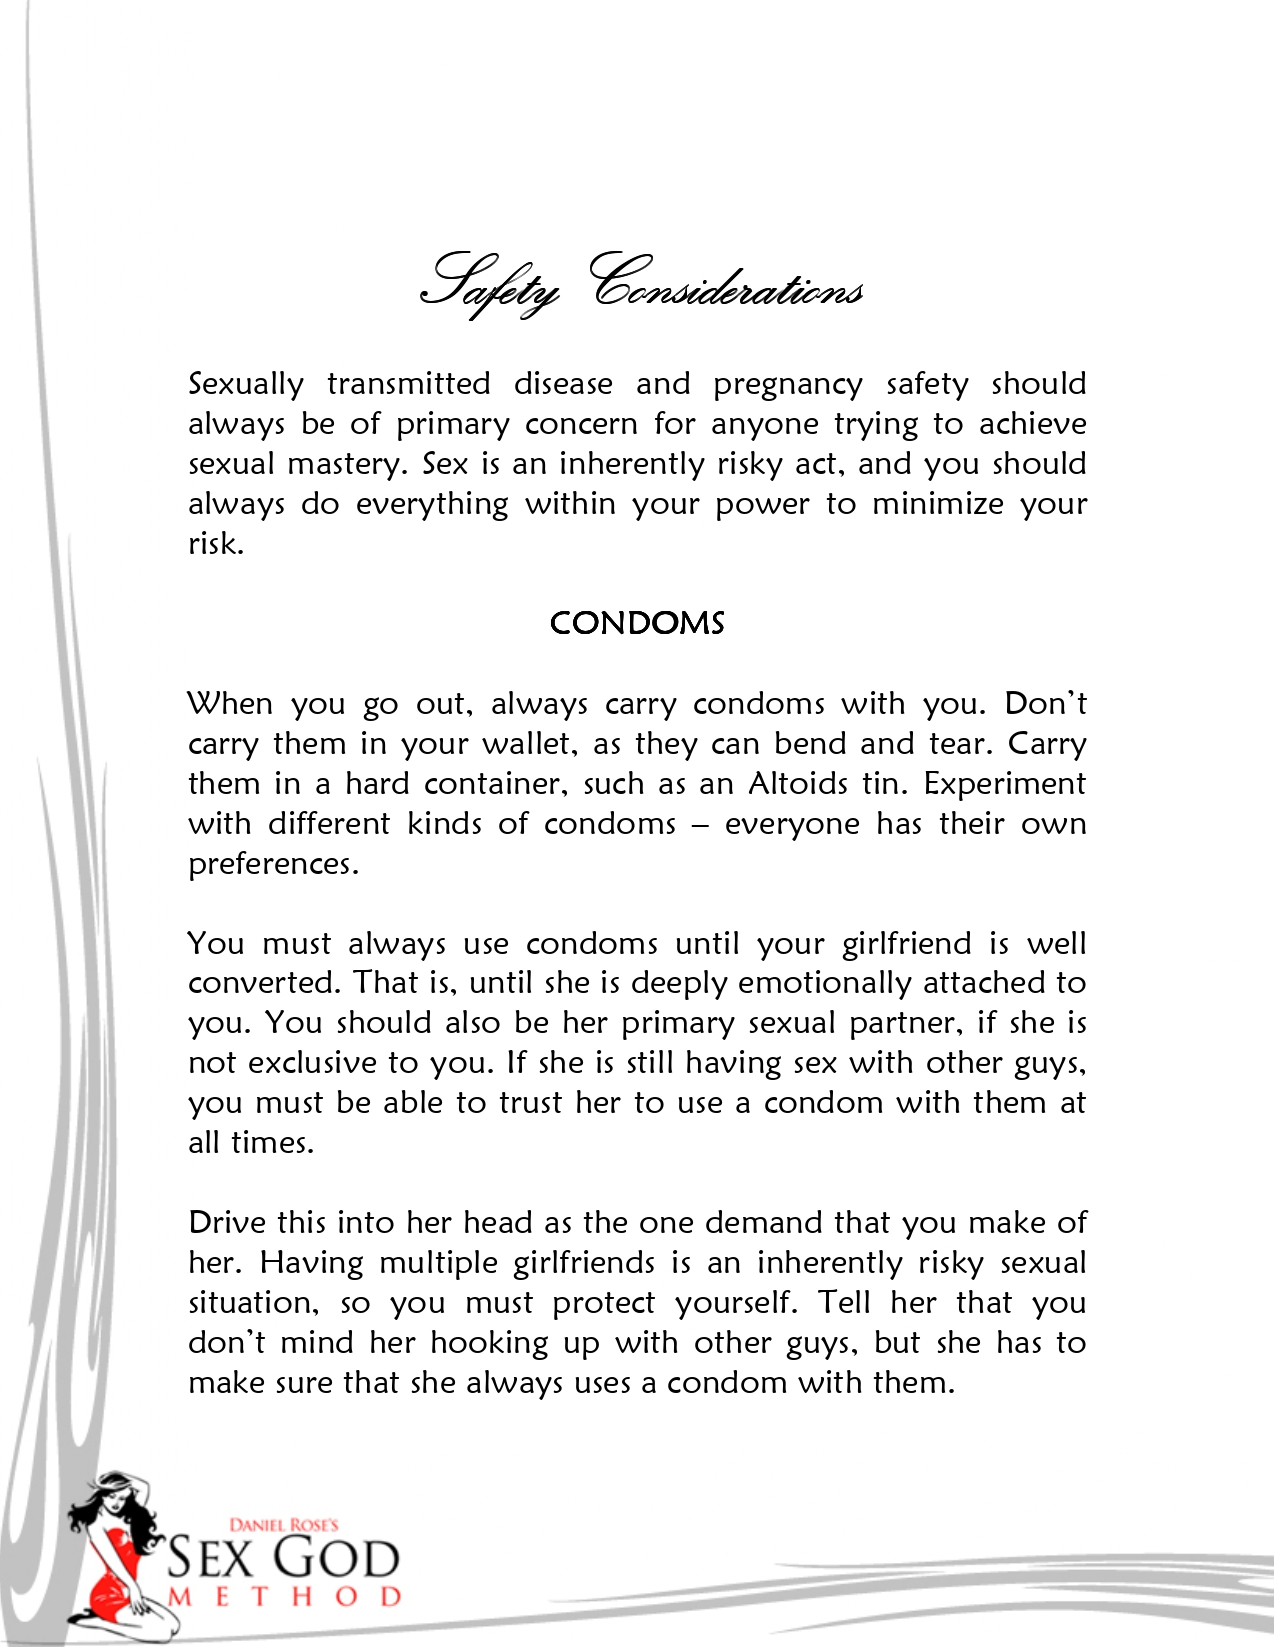 Safety Considerations
Sexually transmitted disease and pregnancy safety should
always be of primary concern for anyone trying to achieve
sexual mastery. Sex is an inherently risky act, and you should
always do everything within your power to minimize your
risk.
CONDOMS
When you go out, always carry condoms with you. Don’t
carry them in your wallet, as they can bend and tear. Carry
them in a hard container, such as an Altoids tin. Experiment
with different kinds of condoms – everyone has their own
preferences.
You must always use condoms until your girlfriend is well
converted. That is, until she is deeply emotionally attached to
you. You should also be her primary sexual partner, if she is
not exclusive to you. If she is still having sex with other guys,
you must be able to trust her to use a condom with them at
all times.
Drive this into her head as the one demand that you make of
her. Having multiple girlfriends is an inherently risky sexual
situation, so you must protect yourself. Tell her that you
don’t mind her hooking up with other guys, but she has to
make sure that she always uses a condom with them.
DANIEL ROSE’S
SEX GOD
METHOD